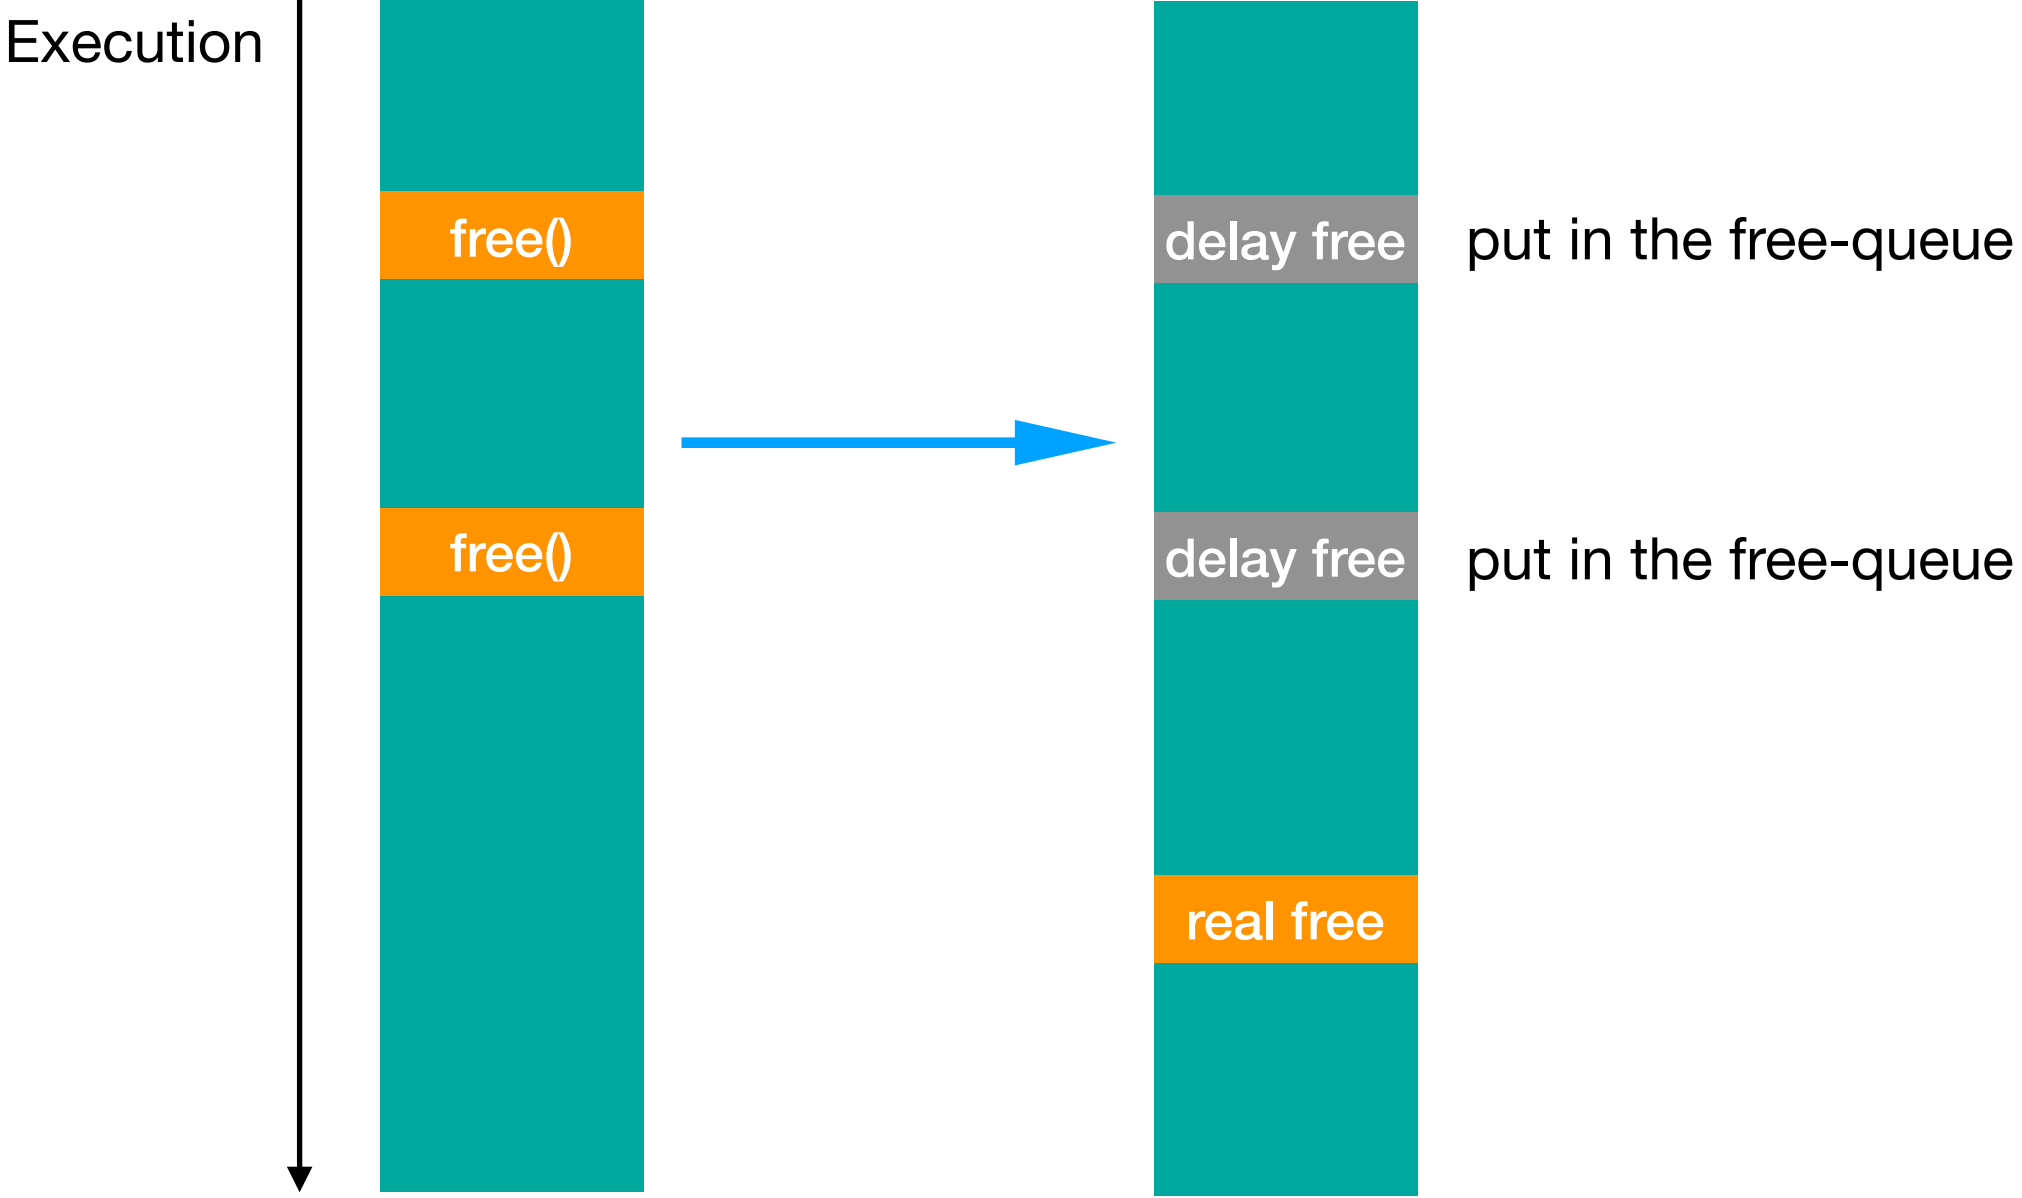 Execution
free()
delay free
put in the free-queue
free()
delay free
put in the free-queue
real free